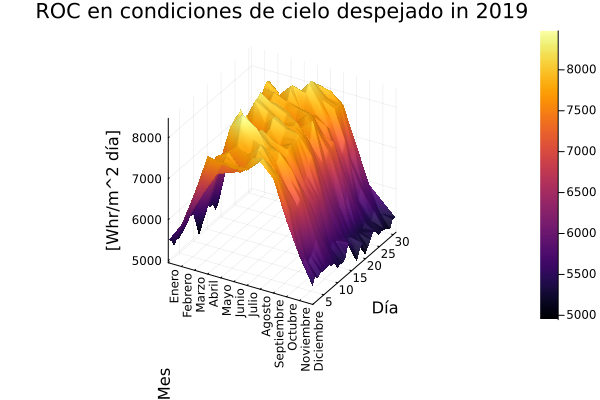 ROC en condiciones de cielo despejado in 2019
[Whr/m^2 día]
8000
7000
6000
5000
Enero
Febrero
Marzo
Abril
Mayo
Junio
Julio
Agosto
Septiembre
Octubre
Noviembre
Diciembre
Mes
5
10
15
20
25
30
Día
8000
7500
7000
6500
6000
5500
5000